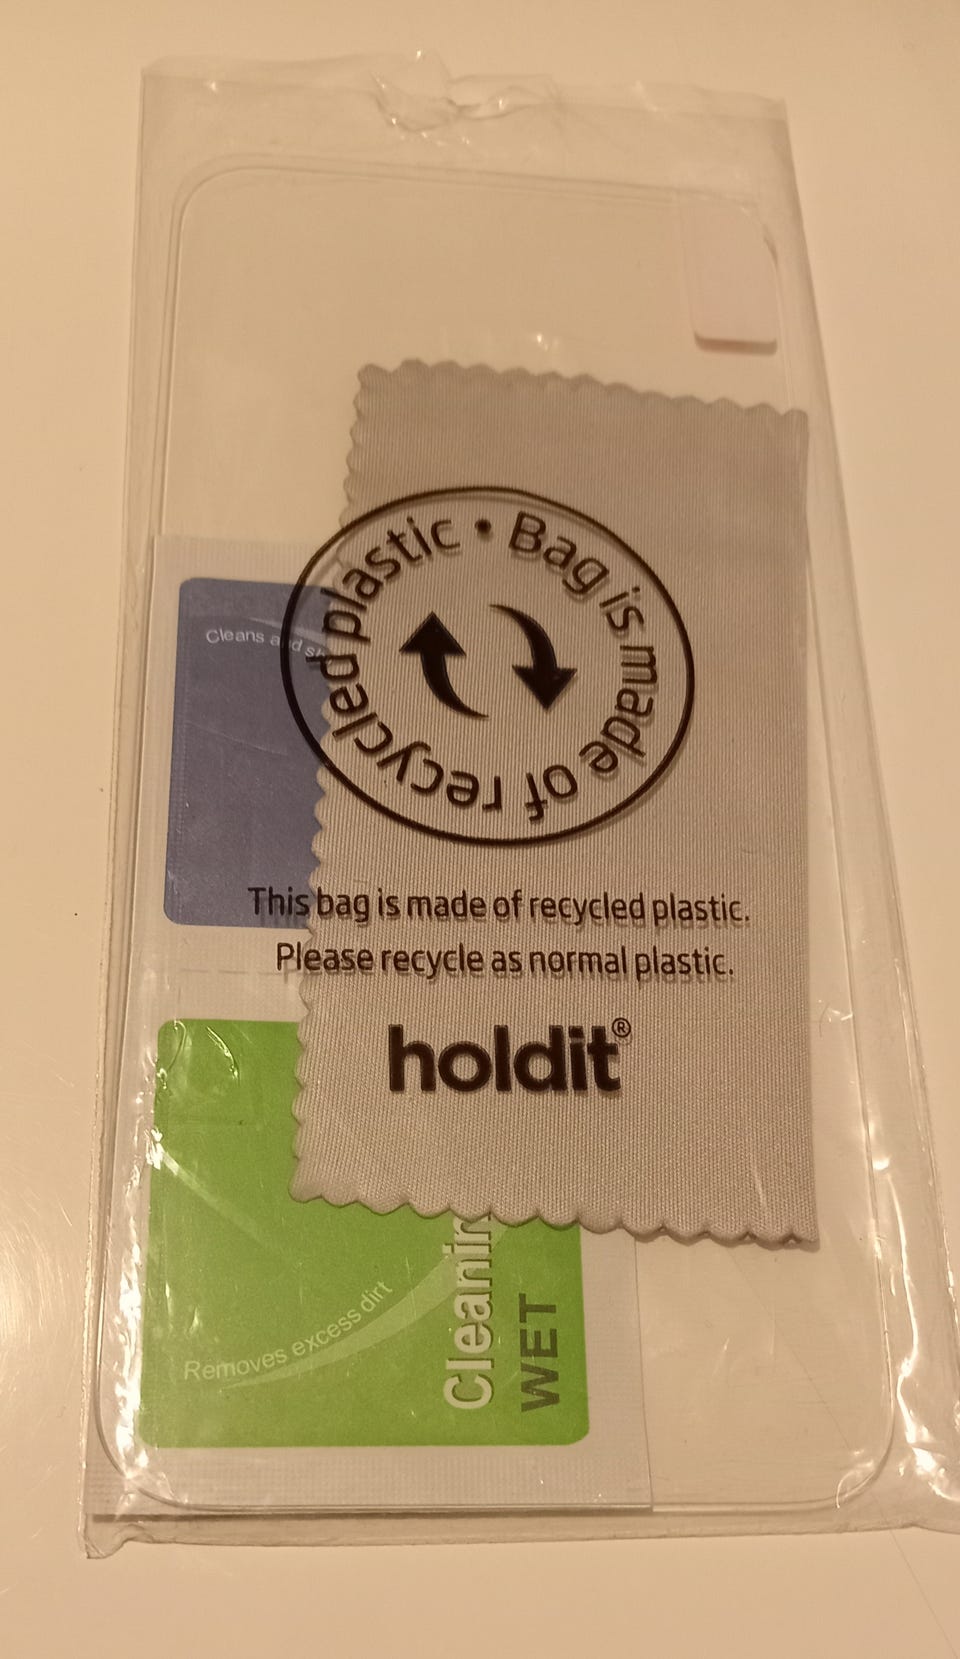 Bag is made of recycled plastic •
Cleans and
This bag is made of recycled plastic.
Please recycle as normal plastic.
holdit®
Removes excess dirt
WET